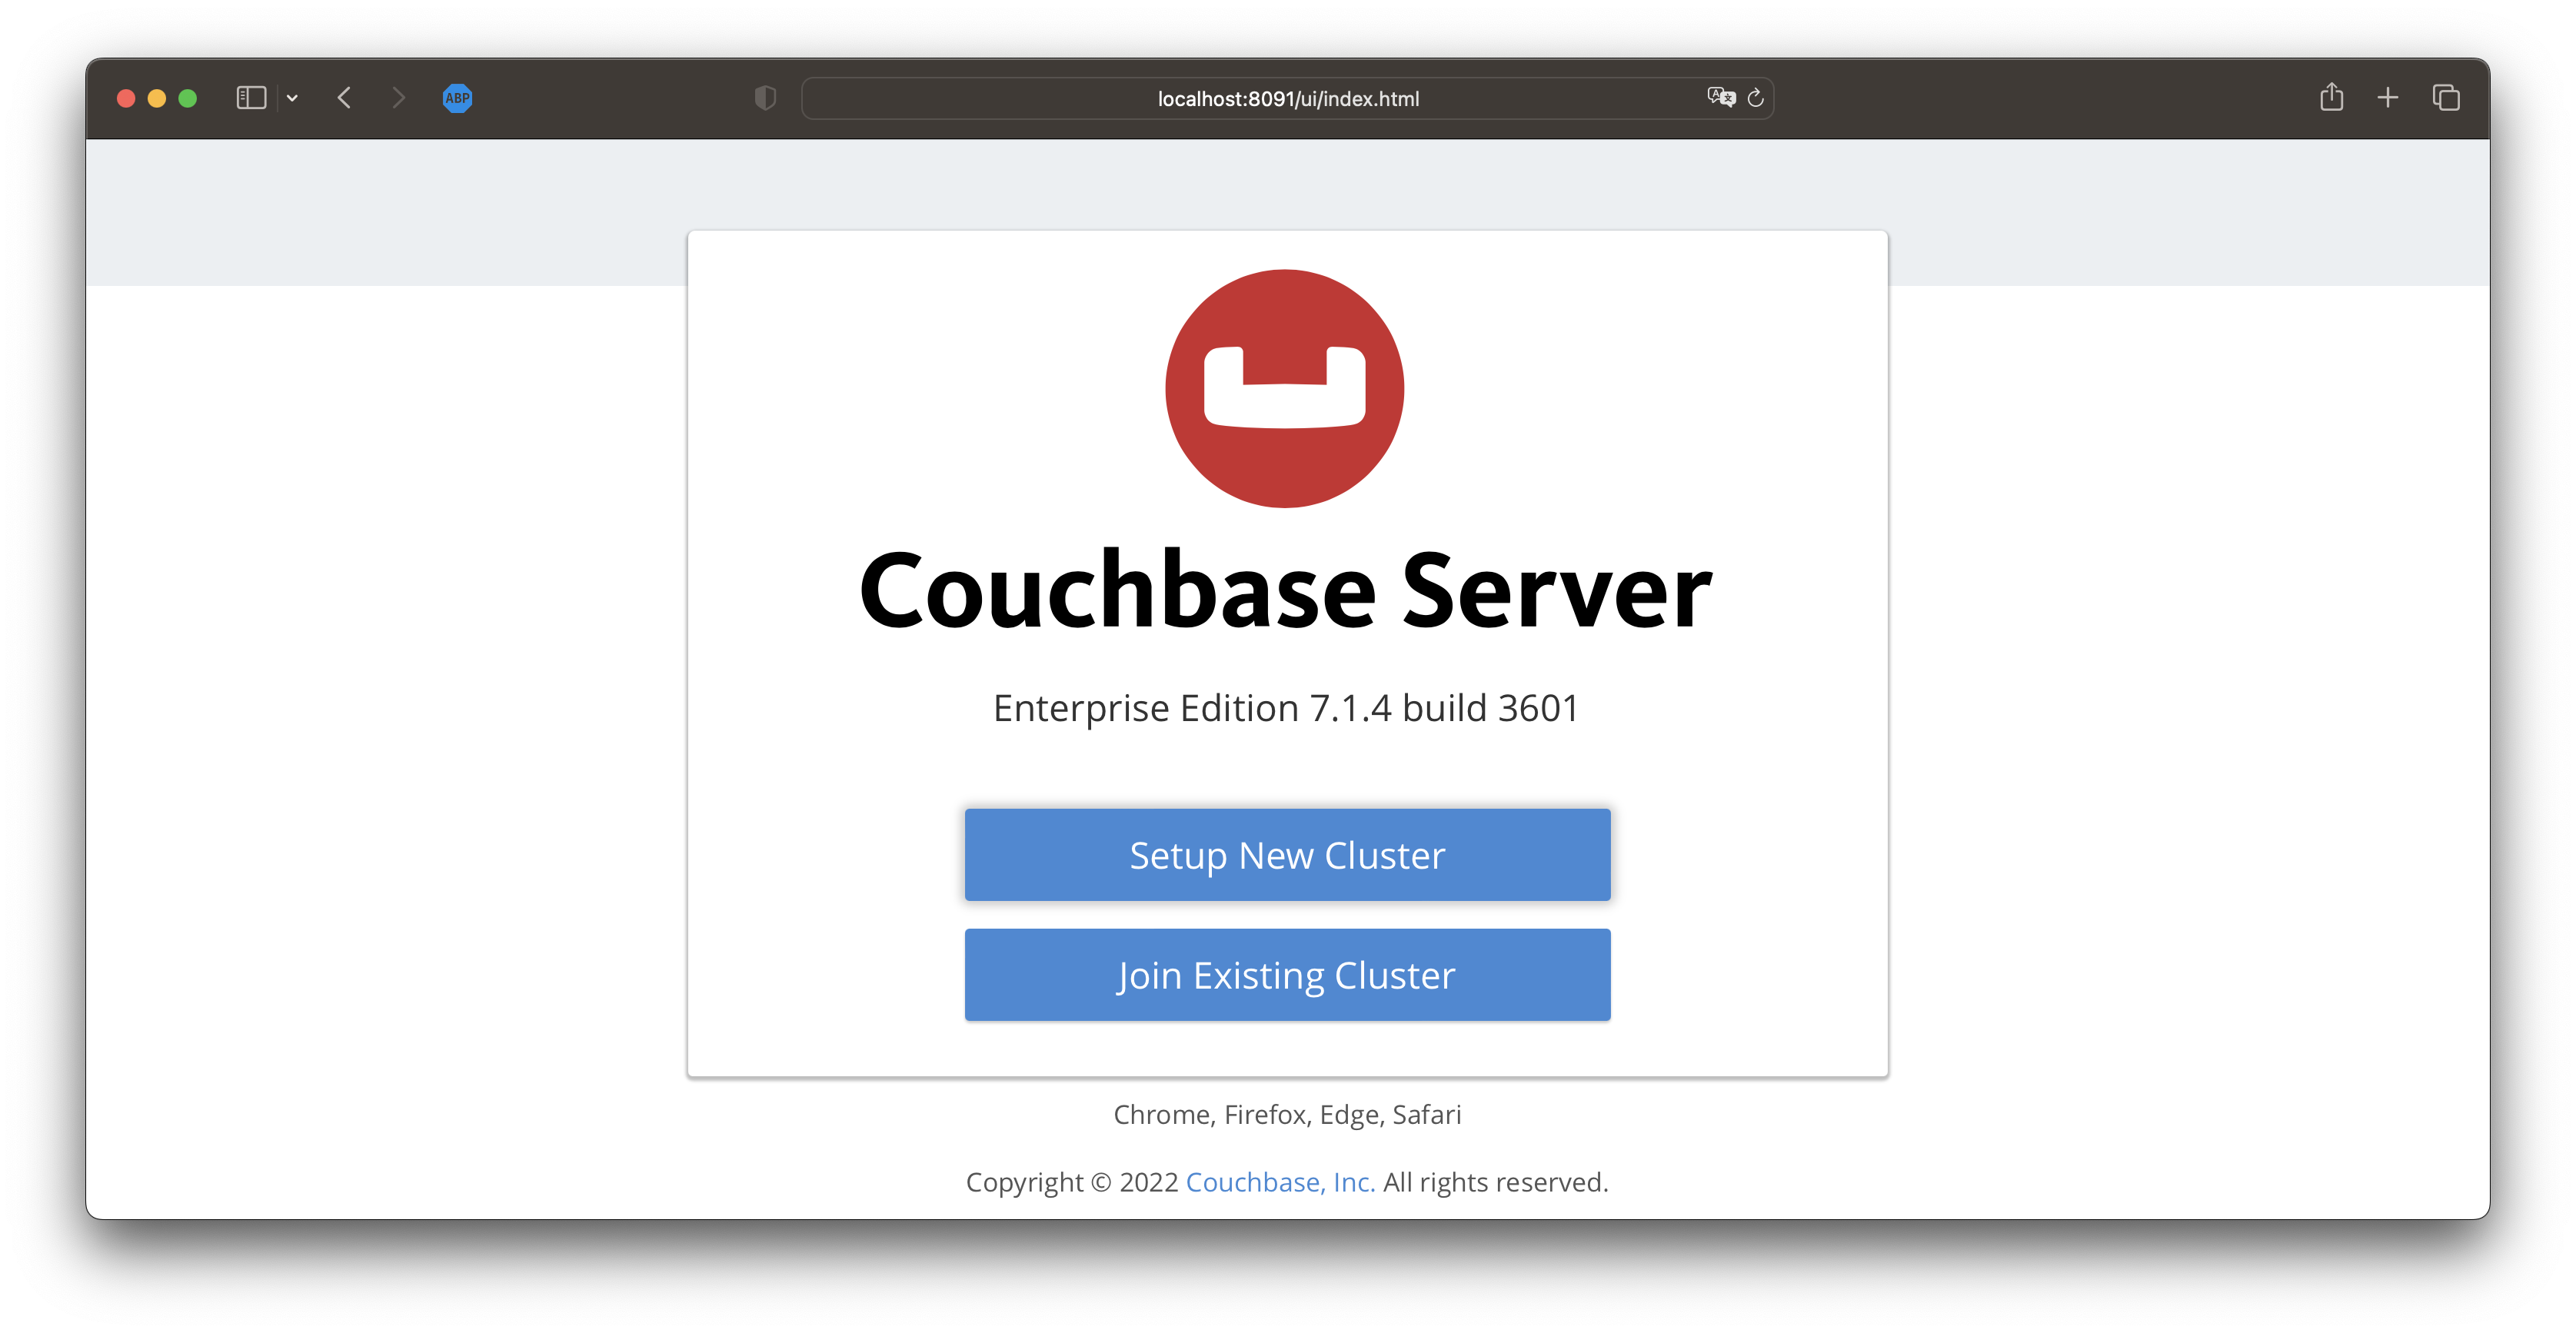 ABP
localhost:8091/ui/index.html
Couchbase Server
Enterprise Edition 7.1.4 build 3601
Setup New Cluster
Join Existing Cluster
Chrome, Firefox, Edge, Safari
Copyright © 2022 Couchbase, Inc. All rights reserved.